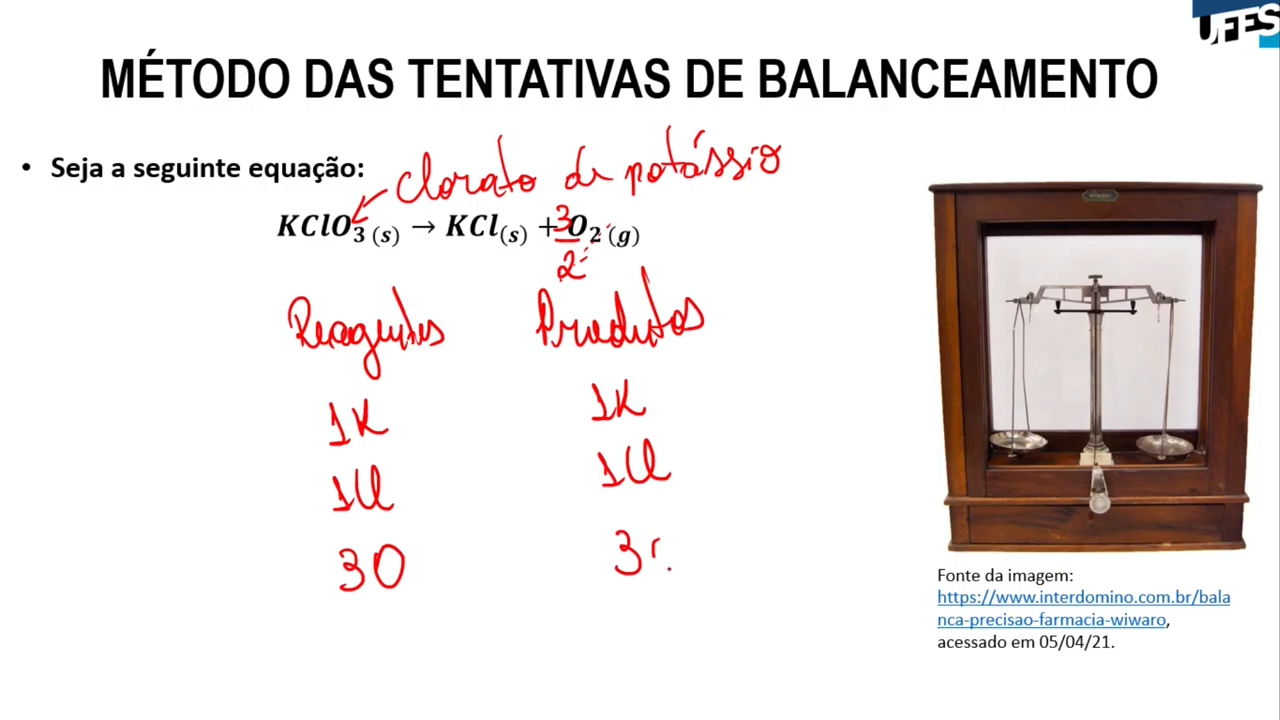 UFES
MÉTODO DAS TENTATIVAS DE BALANCEAMENTO
• Seja a seguinte equação:
clorato de potássio
KClO₃ (s) → KCl(s) + 3/2 O₂ (g)
Reagentes Produtos
1K 1K
1Cl 1Cl
3O 3
Fonte da imagem:
https://www.interdomino.com.br/bala
nca-precisao-farmacia-wiwaro,
acessado em 05/04/21.